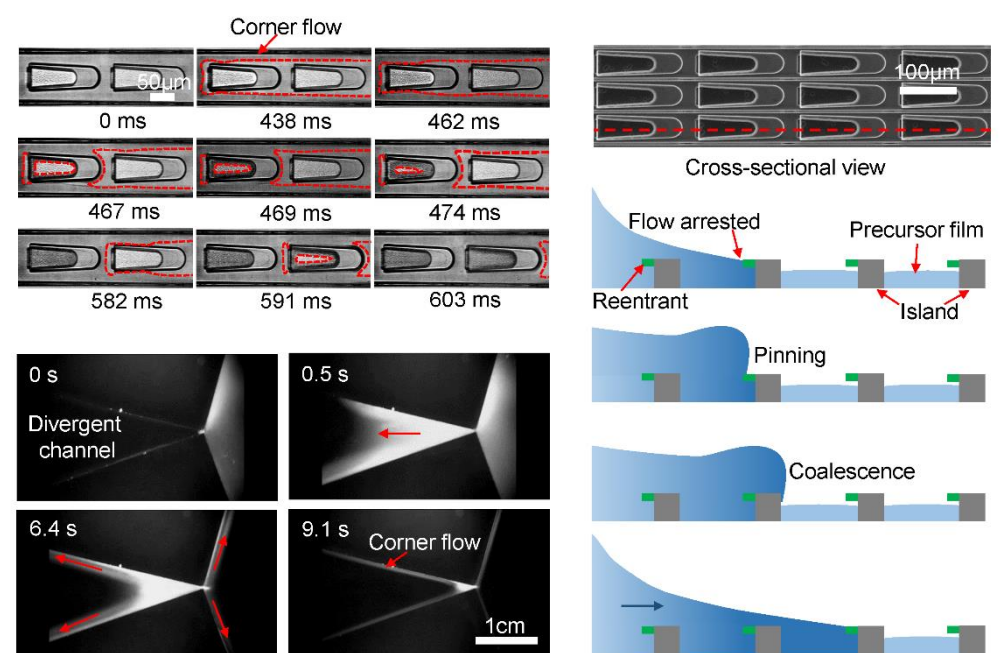 Corner flow
50μm
0 ms
438 ms
462 ms
467 ms
469 ms
474 ms
582 ms
591 ms
603 ms
0 s
Divergent
channel
0.5 s
6.4 s
9.1 s
Corner flow
1cm
100μm
Cross-sectional view
Flow arrested
Precursor film
Reentrant
Island
Pinning
Coalescence